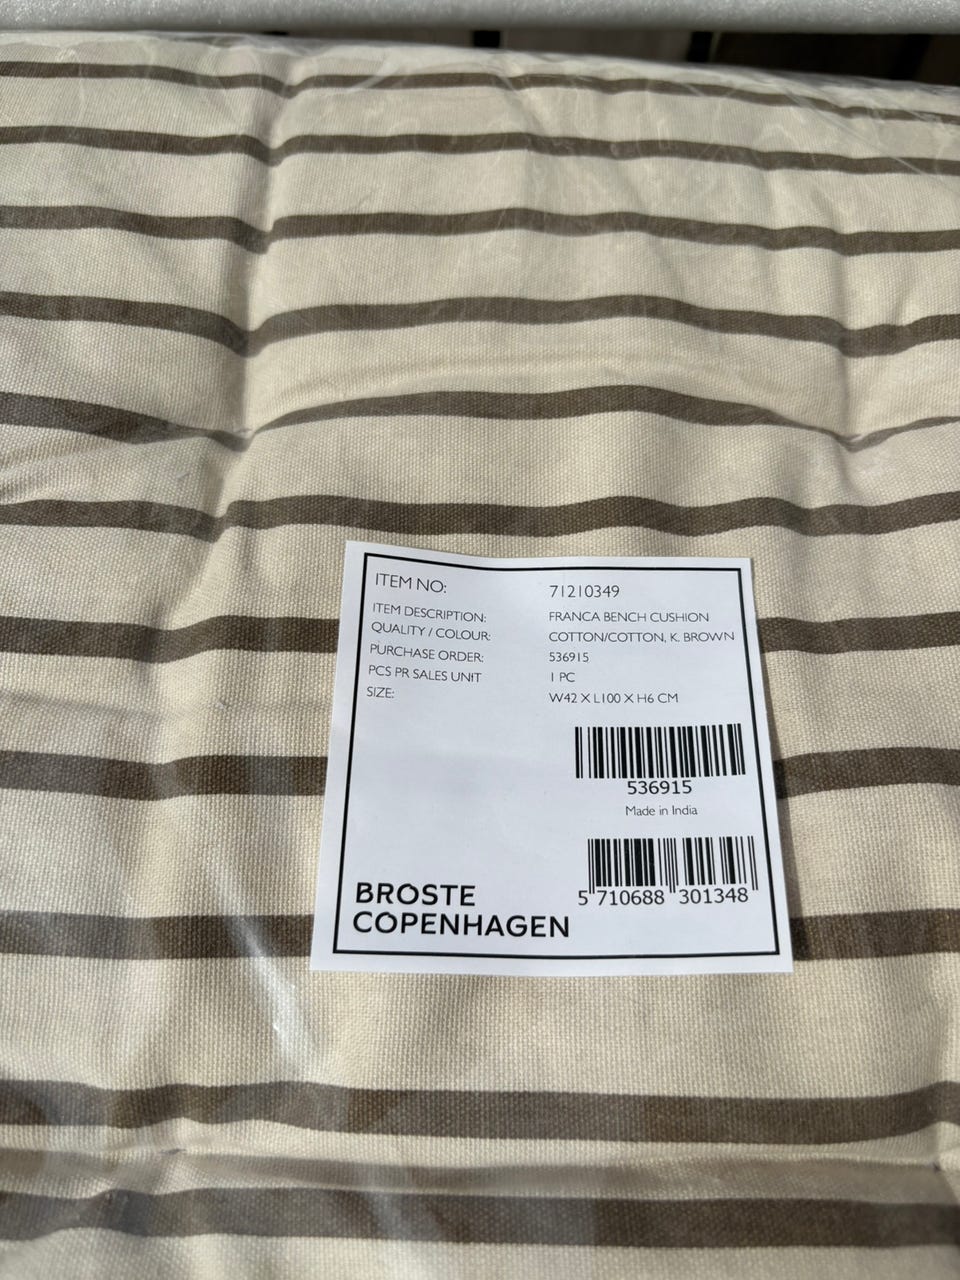 ITEM NO: 71210349
ITEM DESCRIPTION: FRANCA BENCH CUSHION
QUALITY / COLOUR: COTTON/COTTON, K. BROWN
PURCHASE ORDER: 536915
PCS PR SALES UNIT 1 PC
SIZE: W42 X L100 X H6 CM
536915
Made in India
5 710688 301348
BROSTE
COPENHAGEN